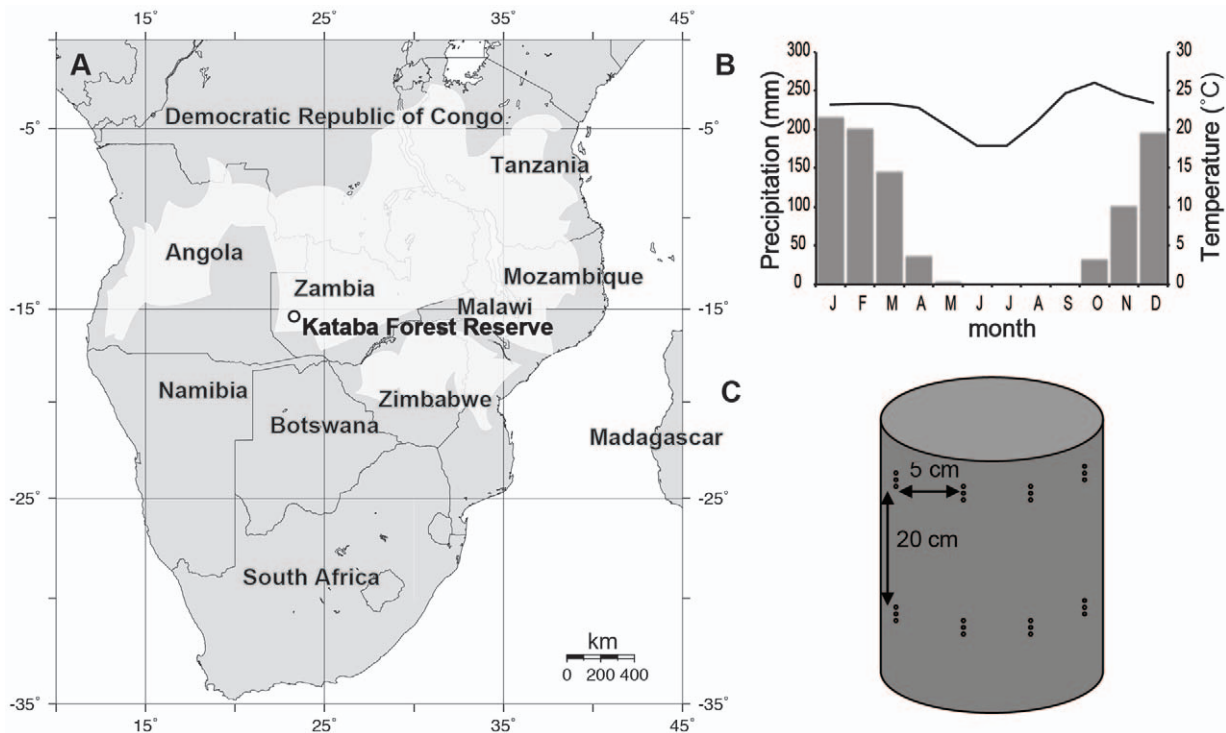 15° 25° 35° 45°
A
Democratic Republic of Congo
-5° -5°
Tanzania
Angola
Mozambique
Zambia
Malawi
-15° -15°
Kataba Forest Reserve
Namibia
Zimbabwe
Botswana
Madagascar
-25° -25°
South Africa
km
0 200 400
-35° -35°
15° 25° 35° 45°
B
Precipitation (mm)
300
250
200
150
100
50
0
Temperature (°C)
30
25
20
15
10
5
0
J F M A M J J A S O N D
month
C
5 cm
20 cm